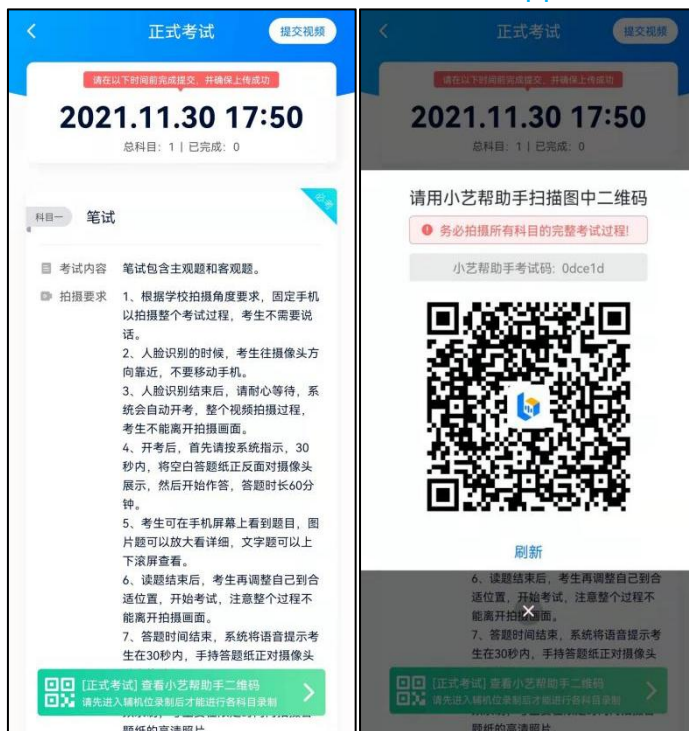 正式考试
提交视频
请在以下时间前完成提交，并确保上传成功
2021.11.30 17:50
总科目：1 | 已完成：0
必考
科目一
笔试
考试内容
笔试包含主观题和客观题。
拍摄要求
1、根据学校拍摄角度要求，固定手机
以拍摄整个考试过程，考生不需要说
话。
2、人脸识别的时候，考生往摄像头方
向靠近，不要移动手机。
3、人脸识别结束后，请耐心等待，系
统会自动开考，整个视频拍摄过程，
考生不能离开拍摄画面。
4、开考后，首先请按系统指示，30
秒内，将空白答题纸正反面对摄像头
展示，然后开始作答，答题时长60分
钟。
5、考生可在手机屏幕上看到题目，图
片题可以放大看详细，文字题可以上
下滚屏查看。
6、读题结束后，考生再调整自己到合
适位置，开始考试，注意整个过程不
能离开拍摄画面。
7、答题时间结束，系统将语音提示考
生在30秒内，手持答题纸正对摄像头
[正式考试] 查看小艺帮助手二维码
请先进入辅机位录制后才能进行各科目录制
题纸的高清照片
正式考试
提交视频
请在以下时间前完成提交，并确保上传成功
2021.11.30 17:50
总科目：1 | 已完成：0
请用小艺帮助手扫描图中二维码
务必拍摄所有科目的完整考试过程!
小艺帮助手考试码：0dce1d
刷新
6、读题结束后，考生再调整自己到合
适位置，开始考试，注意整个过程不
能离开拍摄画面。
7、答题时间结束，系统将语音提示考
生在30秒内，手持答题纸正对摄像头
[正式考试] 查看小艺帮助手二维码
请先进入辅机位录制后才能进行各科目录制
题纸的高清照片